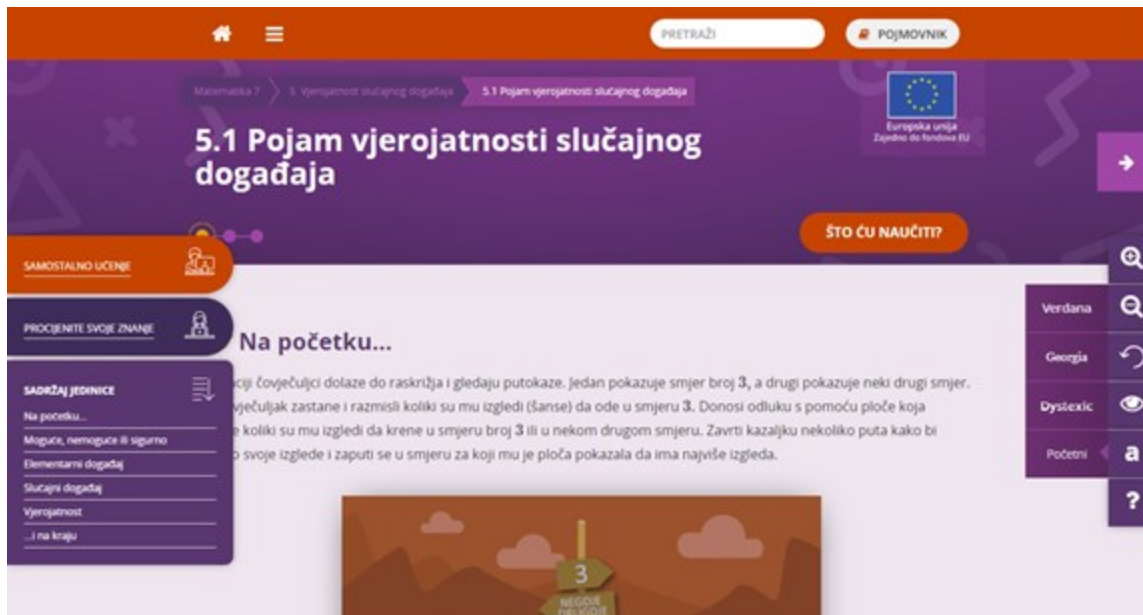 PRETRAŽI
POJMOVNIK
Matematika 7
5. Vjerojatnost slučajnog događaja
5.1 Pojam vjerojatnosti slučajnog događaja
5.1 Pojam vjerojatnosti slučajnog
događaja
Europska unija
Zajedno do fondova EU
ŠTO ĆU NAUČITI?
SAMOSTALNO UČENJE
PROCIJENITE SVOJE ZNANJE
SADRŽAJ JEDINICE
Na početku...
Moguće, nemoguće ili sigurno
Elementarni događaj
Slučajni događaj
Vjerojatnost
...i na kraju
Na početku...
ciji čovječuljci dolaze do raskrižja i gledaju putokaze. Jedan pokazuje smjer broj 3, a drugi pokazuje neki drugi smjer.
vječuljak zastane i razmisli koliki su mu izgledi (šanse) da ode u smjeru 3. Donosi odluku s pomoću ploče koja
e koliki su mu izgledi da krene u smjeru broj 3 ili u nekom drugom smjeru. Zavrti kazaljku nekoliko puta kako bi
o svoje izglede i zaputi se u smjeru za koji mu je ploča pokazala da ima najviše izgleda.
3
NEGDJE
DRUGDJE
Verdana
Georgia
Dyslexic
Početni
a
?